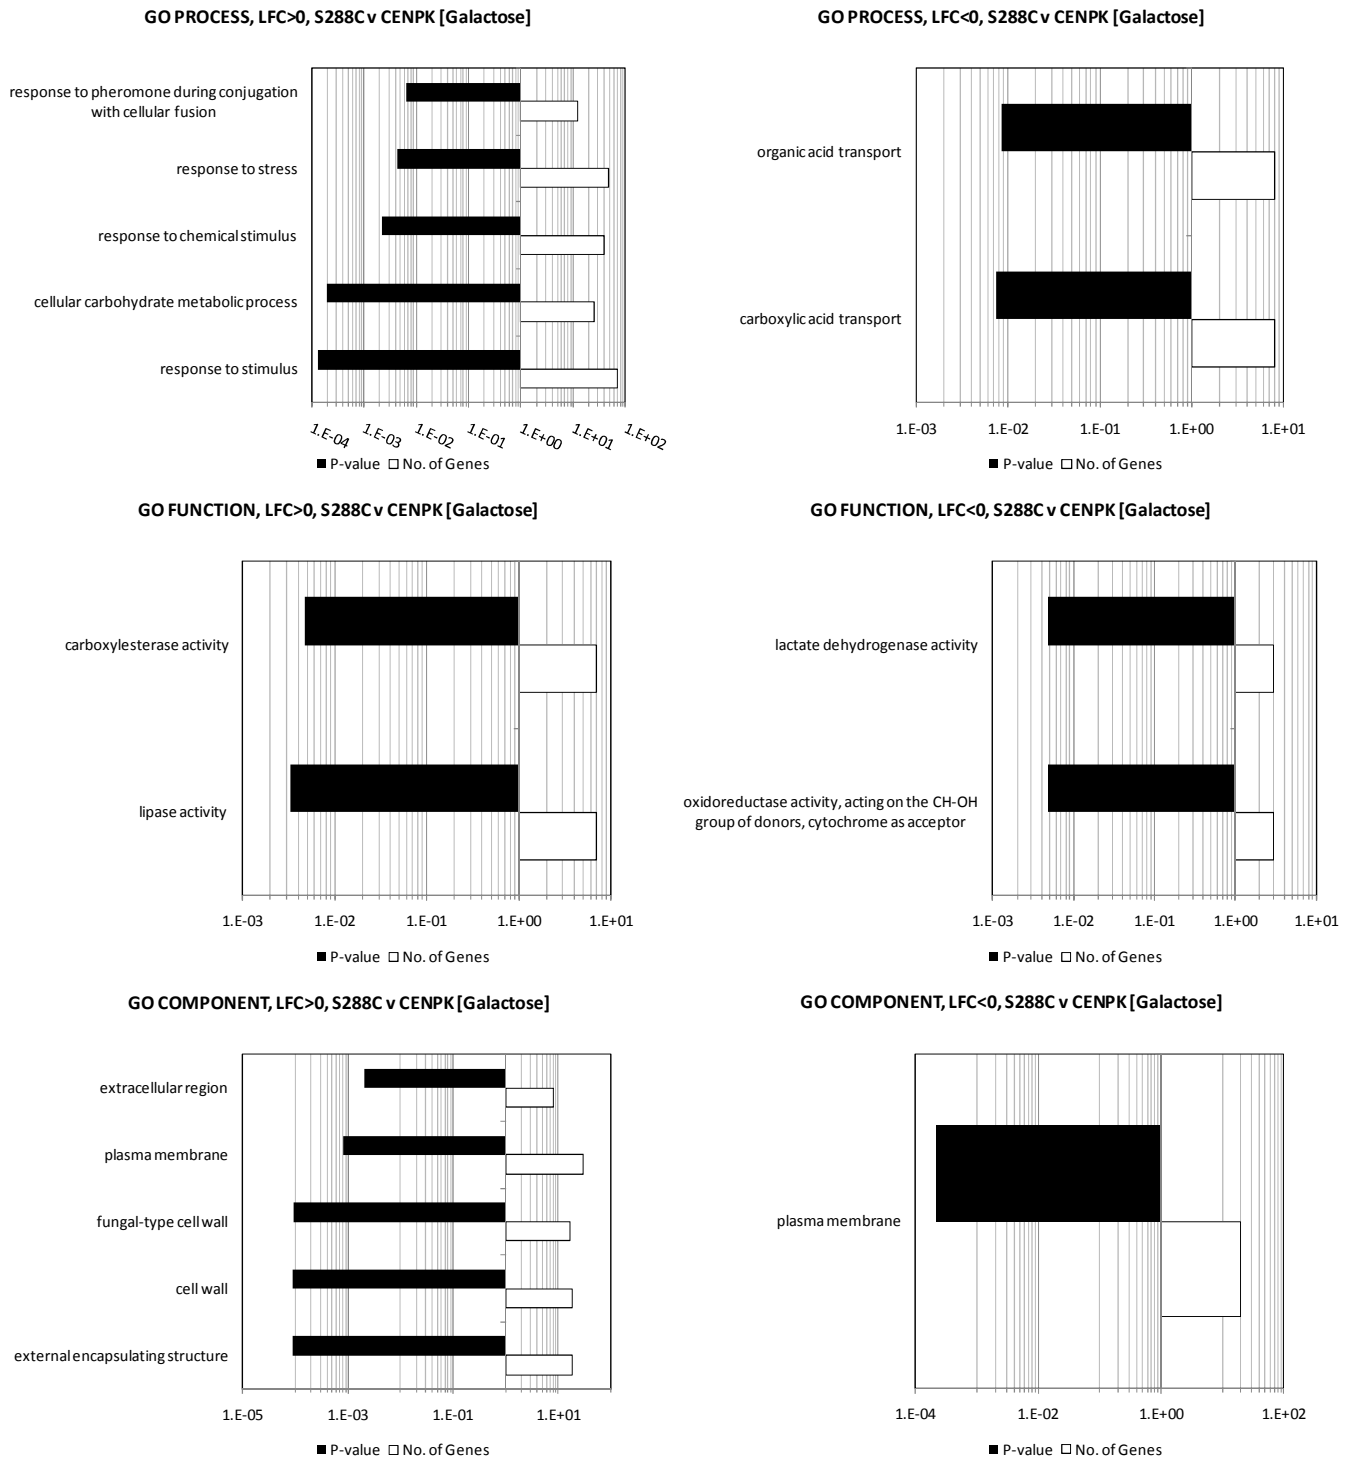 GO PROCESS, LFC>0, S288C v CENPK [Galactose]
response to pheromone during conjugation
with cellular fusion
response to stress
response to chemical stimulus
cellular carbohydrate metabolic process
response to stimulus
1.E-04 1.E-03 1.E-02 1.E-01 1.E+00 1.E+01 1.E+02
P-value No. of Genes
GO PROCESS, LFC<0, S288C v CENPK [Galactose]
organic acid transport
carboxylic acid transport
1.E-03 1.E-02 1.E-01 1.E+00 1.E+01
P-value No. of Genes
GO FUNCTION, LFC>0, S288C v CENPK [Galactose]
carboxylesterase activity
lipase activity
1.E-03 1.E-02 1.E-01 1.E+00 1.E+01
P-value No. of Genes
GO FUNCTION, LFC<0, S288C v CENPK [Galactose]
lactate dehydrogenase activity
oxidoreductase activity, acting on the CH-OH
group of donors, cytochrome as acceptor
1.E-03 1.E-02 1.E-01 1.E+00 1.E+01
P-value No. of Genes
GO COMPONENT, LFC>0, S288C v CENPK [Galactose]
extracellular region
plasma membrane
fungal-type cell wall
cell wall
external encapsulating structure
1.E-05 1.E-03 1.E-01 1.E+01
P-value No. of Genes
GO COMPONENT, LFC<0, S288C v CENPK [Galactose]
plasma membrane
1.E-04 1.E-02 1.E+00 1.E+02
P-value No. of Genes